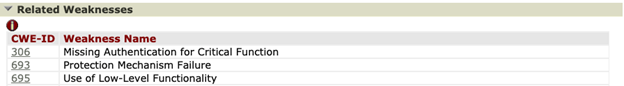 Related Weaknesses
CWE-ID Weakness Name
306 Missing Authentication for Critical Function
693 Protection Mechanism Failure
695 Use of Low-Level Functionality